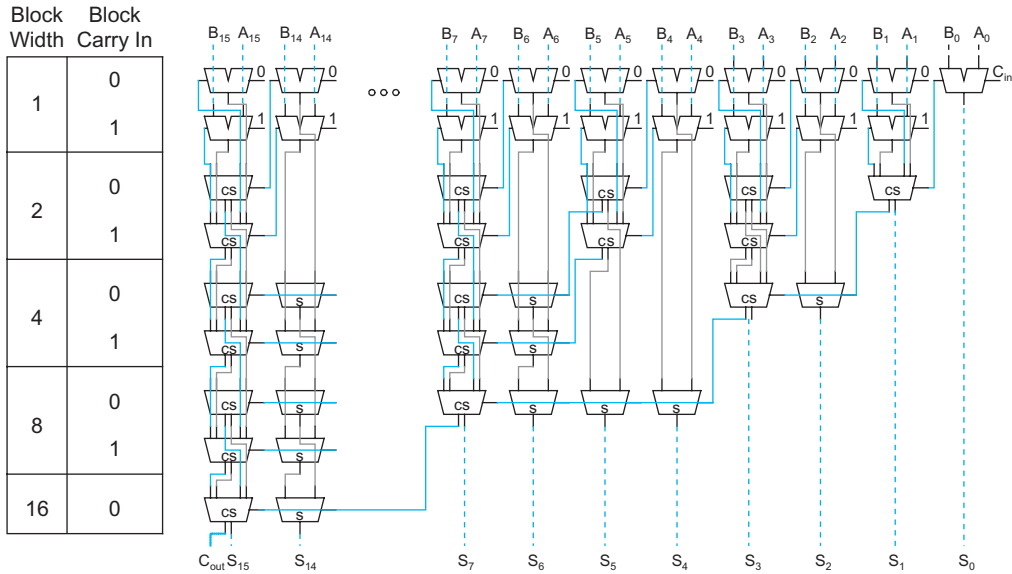 Block Width
Block Carry In
B15 A15 B14 A14 B7 A7 B6 A6 B5 A5 B4 A4 B3 A3 B2 A2 B1 A1 B0 A0
1 0 0 0 ooo 0 0 0 0 0 0 0 Cin
1 1 1 1 1 1 1 1 1 1
2 0 CS CS CS CS CS
1 CS CS CS CS
4 0 CS S CS S CS S
1 CS S CS S
8 0 CS S CS S S S
1 CS S
16 0 CS S
Cout S15 S14 S7 S6 S5 S4 S3 S2 S1 S0